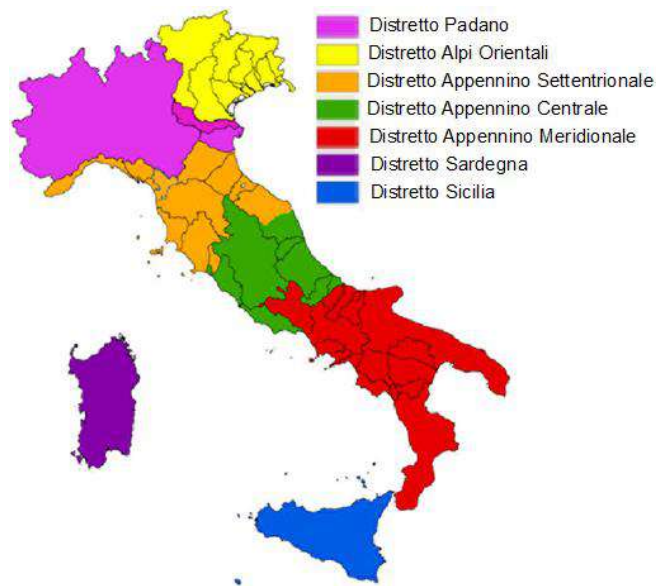 Distretto Padano
Distretto Alpi Orientali
Distretto Appennino Settentrionale
Distretto Appennino Centrale
Distretto Appennino Meridionale
Distretto Sardegna
Distretto Sicilia